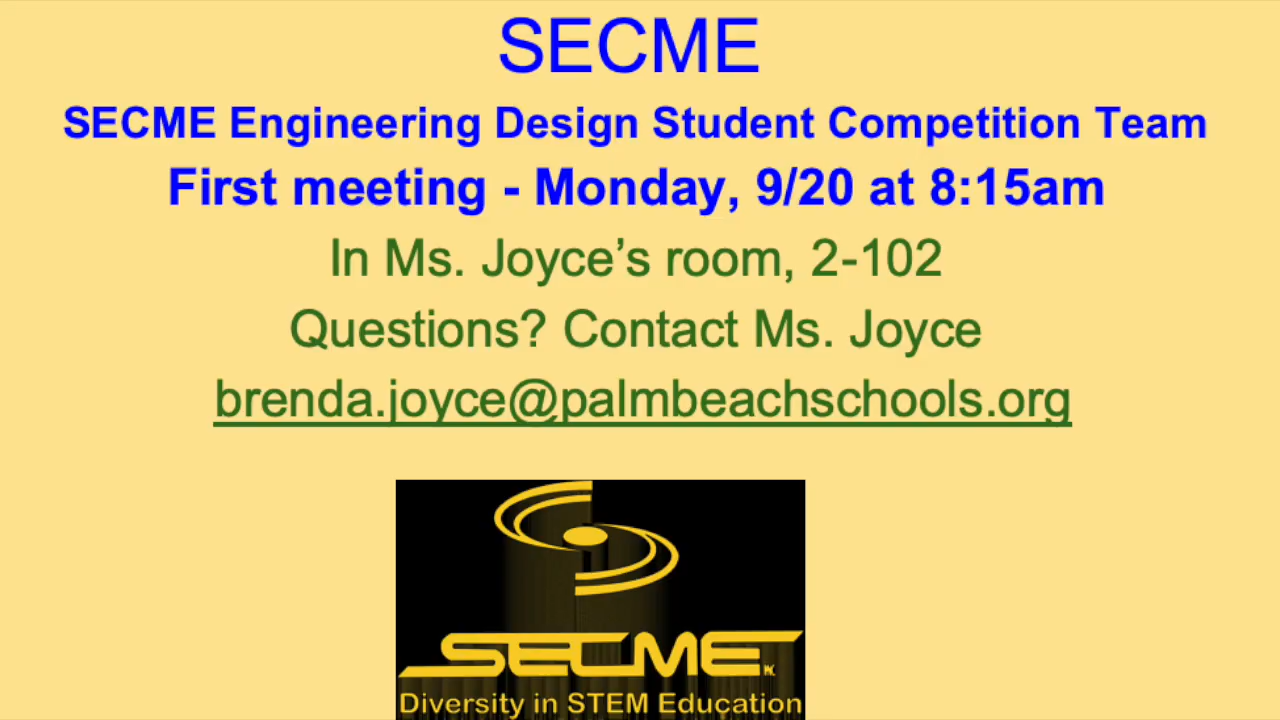 SECME
SECME Engineering Design Student Competition Team
First meeting - Monday, 9/20 at 8:15am
In Ms. Joyce’s room, 2-102
Questions? Contact Ms. Joyce
brenda.joyce@palmbeachschools.org
SECME
Diversity in STEM Education